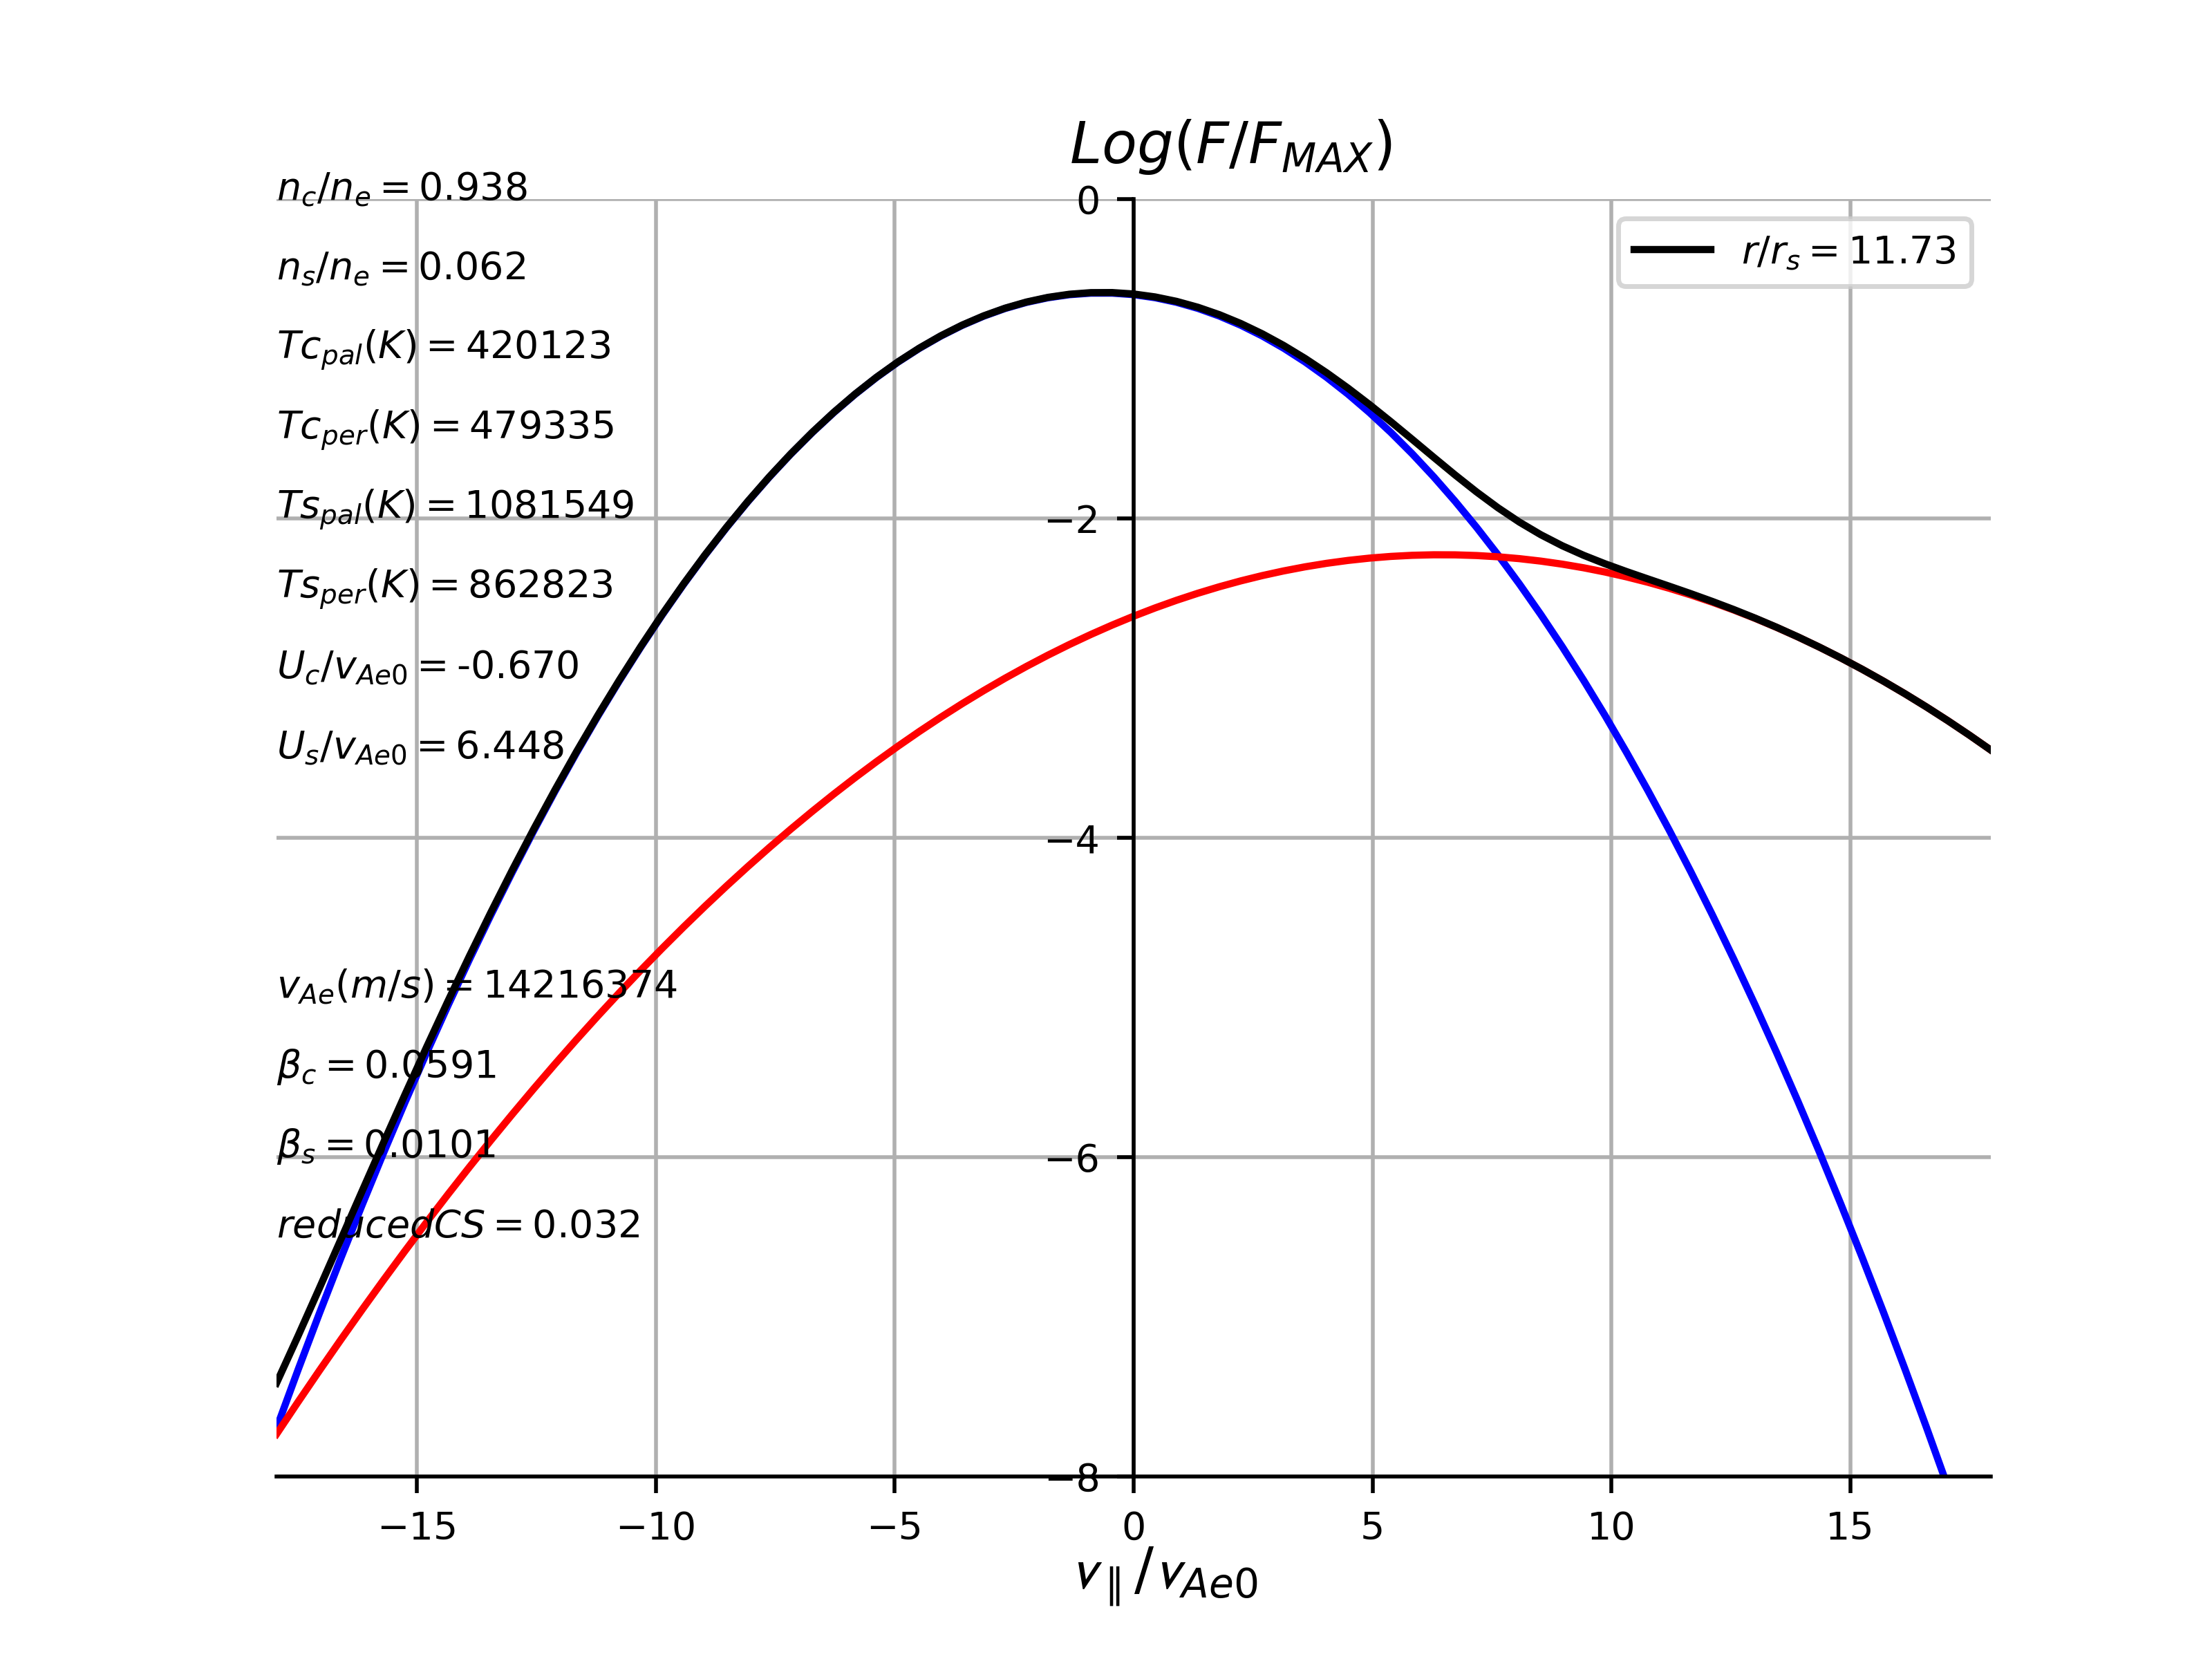 Log(F/F_MAX)
n_c/n_e = 0.938
0
n_s/n_e = 0.062
r/r_s = 11.73
Tc_pal(K) = 420123
Tc_per(K) = 479335
Ts_pal(K) = 1081549
−2
Ts_per(K) = 862823
U_c/v_Ae0 = -0.670
U_s/v_Ae0 = 6.448
−4
v_Ae(m/s) = 14216374
β_c = 0.0591
β_s = 0.0101
−6
reducedCS = 0.032
−8
−15 −10 −5 0 5 10 15
v_∥/v_Ae0